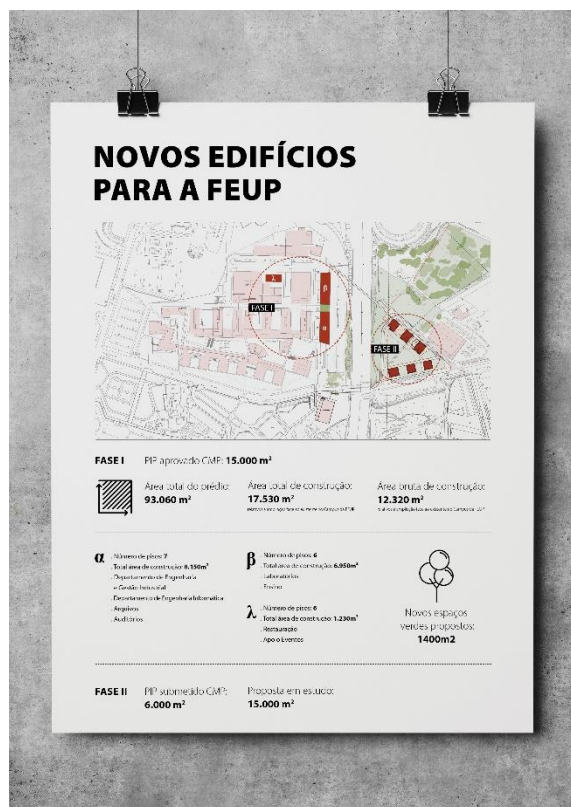 NOVOS EDIFÍCIOS
PARA A FEUP
λ
β
FASE I
α
FASE II
FASE I
PIP aprovado CMP: 15.000 m²
Área total do prédio:
93.060 m²
Área total de construção:
17.530 m²
Área bruta de construção:
12.320 m²
α
. Número de pisos: 7
. Total área de construção: 8.150m²
. Departamento de Engenharia
e Gestão Industrial
. Departamento de Engenharia Informática
. Arquivos
. Auditórios
β
. Número de pisos: 6
. Total área de construção: 6.950m²
. Laboratórios
. Ensino
λ
. Número de pisos: 6
. Total área de construção: 1.230m²
. Restauração
. Apoio Eventos
Novos espaços
verdes propostos:
1400m2
FASE II
PIP submetido CMP:
6.000 m²
Proposta em estudo:
15.000 m²